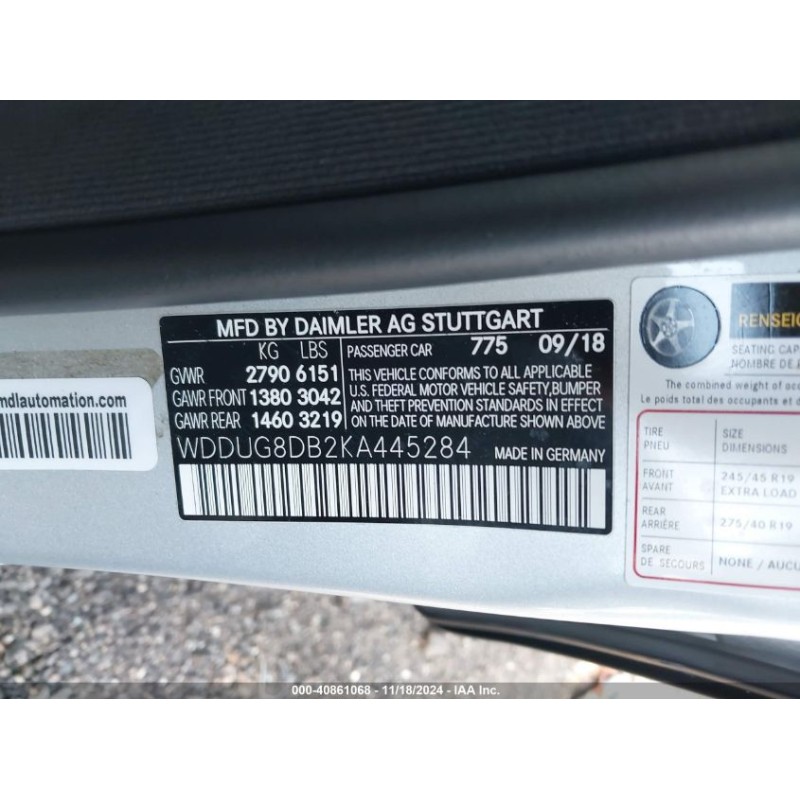 MFD BY DAIMLER AG STUTTGART
KG LBS
GVWR 2790 6151
GAWR FRONT 1380 3042
GAWR REAR 1460 3219
PASSENGER CAR 775 09/18
THIS VEHICLE CONFORMS TO ALL APPLICABLE
U.S. FEDERAL MOTOR VEHICLE SAFETY,BUMPER
AND THEFT PREVENTION STANDARDS IN EFFECT
ON THE DATE OF MANUFACTURE SHOWN ABOVE
WDDUG8DB2KA445284 MADE IN GERMANY
mdlautomation.com
RENSEIG
SEATING CAP
NOMBRE DE
The combined weight of oc
Le poids total des occupants et d
TIRE DIMENSIONS
PNEU
FRONT 245/45 R19
AVANT EXTRA LOAD
REAR 275/40 R19
ARRIÈRE
SPARE NONE / AUCU
DE SECOURS
000-40861068 - 11/18/2024 - IAA Inc.